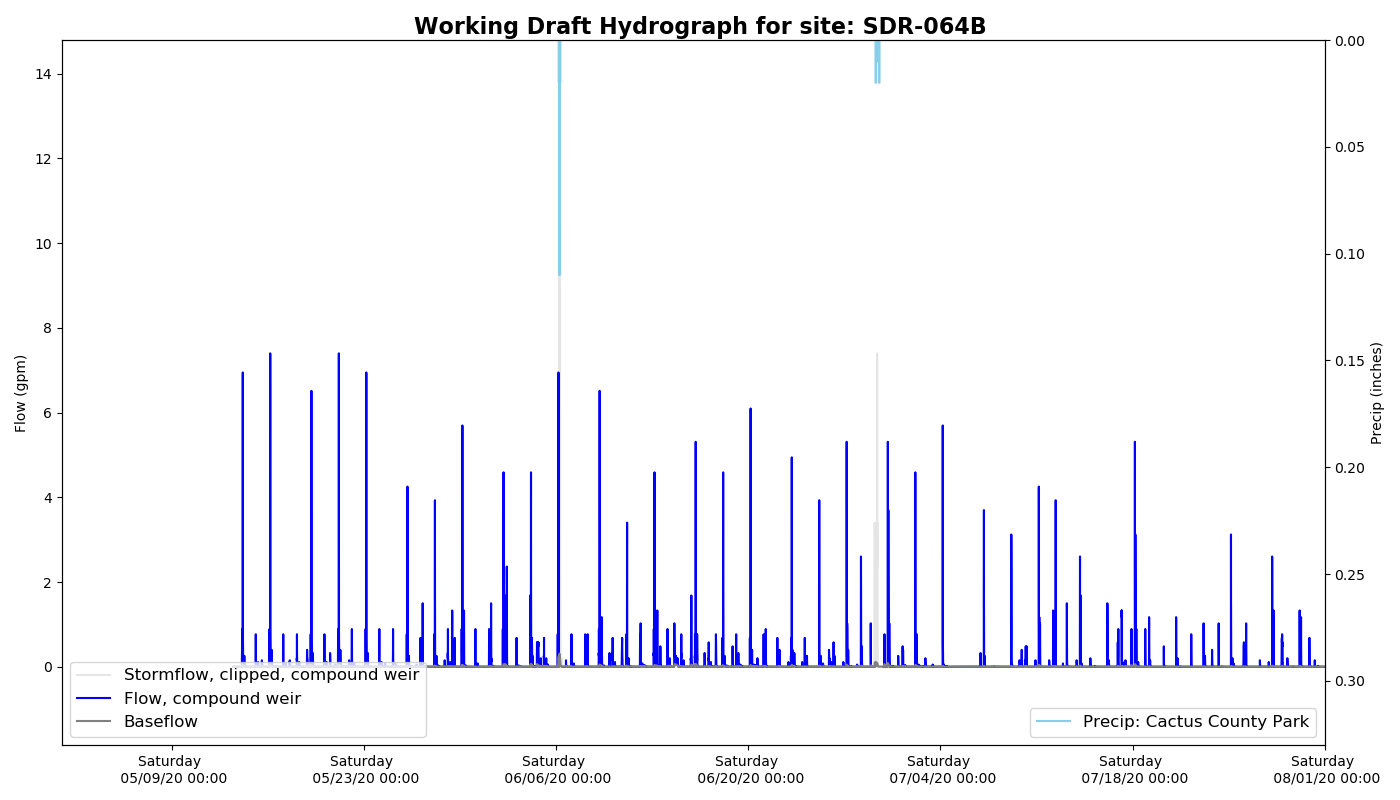 Working Draft Hydrograph for site: SDR-064B
14
12
10
8
6
4
2
0
Flow (gpm)
0.00
0.05
0.10
0.15
0.20
0.25
0.30
Precip (inches)
Stormflow, clipped, compound weir
Flow, compound weir
Baseflow
Precip: Cactus County Park
Saturday
05/09/20 00:00
Saturday
05/23/20 00:00
Saturday
06/06/20 00:00
Saturday
06/20/20 00:00
Saturday
07/04/20 00:00
Saturday
07/18/20 00:00
Saturday
08/01/20 00:00